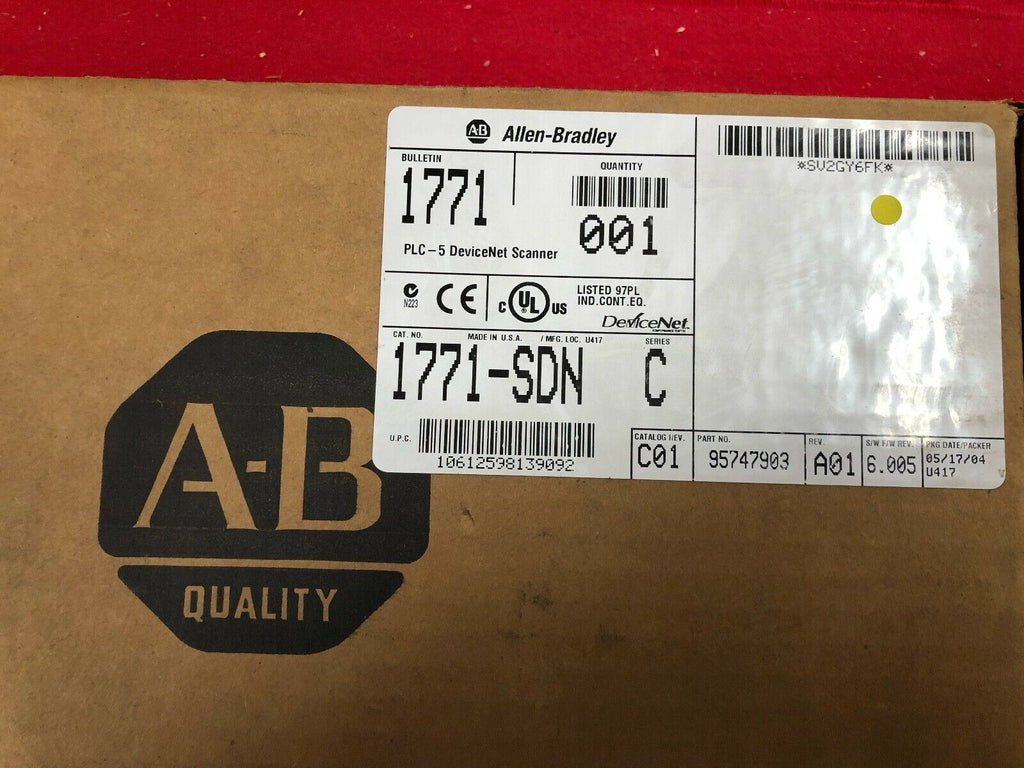 A-B Allen-Bradley
BULLETIN
1771
QUANTITY
001
PLC-5 DeviceNet Scanner
N223
CE
C UL US
LISTED 97PL
IND.CONT.EQ.
DeviceNet
CAT. NO.
MADE IN U.S.A.
/ MFG. LOC. U417
SERIES
1771-SDN
C
U.P.C.
10612598139092
*SV2GY6FK*
CATALOG REV.
C01
PART NO.
95747903
REV.
A01
S/W F/W REV.
6.005
PKG DATE/PACKER
05/17/04
U417
A-B
QUALITY